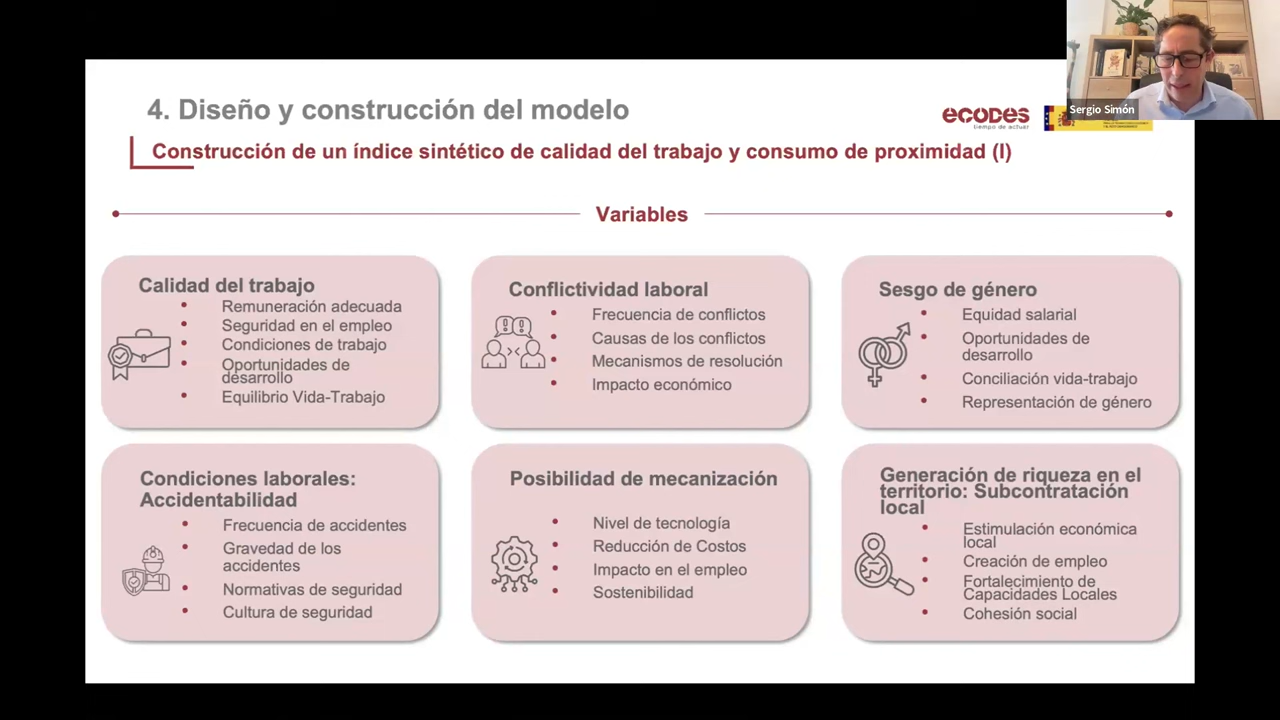 Sergio Simón
4. Diseño y construcción del modelo
ecodes
tiempo de actuar
Construcción de un índice sintético de calidad del trabajo y consumo de proximidad (I)
Variables
Calidad del trabajo
Remuneración adecuada
Seguridad en el empleo
Condiciones de trabajo
Oportunidades de
desarrollo
Equilibrio Vida-Trabajo
Conflictividad laboral
Frecuencia de conflictos
Causas de los conflictos
Mecanismos de resolución
Impacto económico
Sesgo de género
Equidad salarial
Oportunidades de
desarrollo
Conciliación vida-trabajo
Representación de género
Condiciones laborales:
Accidentabilidad
Frecuencia de accidentes
Gravedad de los
accidentes
Normativas de seguridad
Cultura de seguridad
Posibilidad de mecanización
Nivel de tecnología
Reducción de Costos
Impacto en el empleo
Sostenibilidad
Generación de riqueza en el
territorio: Subcontratación
local
Estimulación económica
local
Creación de empleo
Fortalecimiento de
Capacidades Locales
Cohesión social